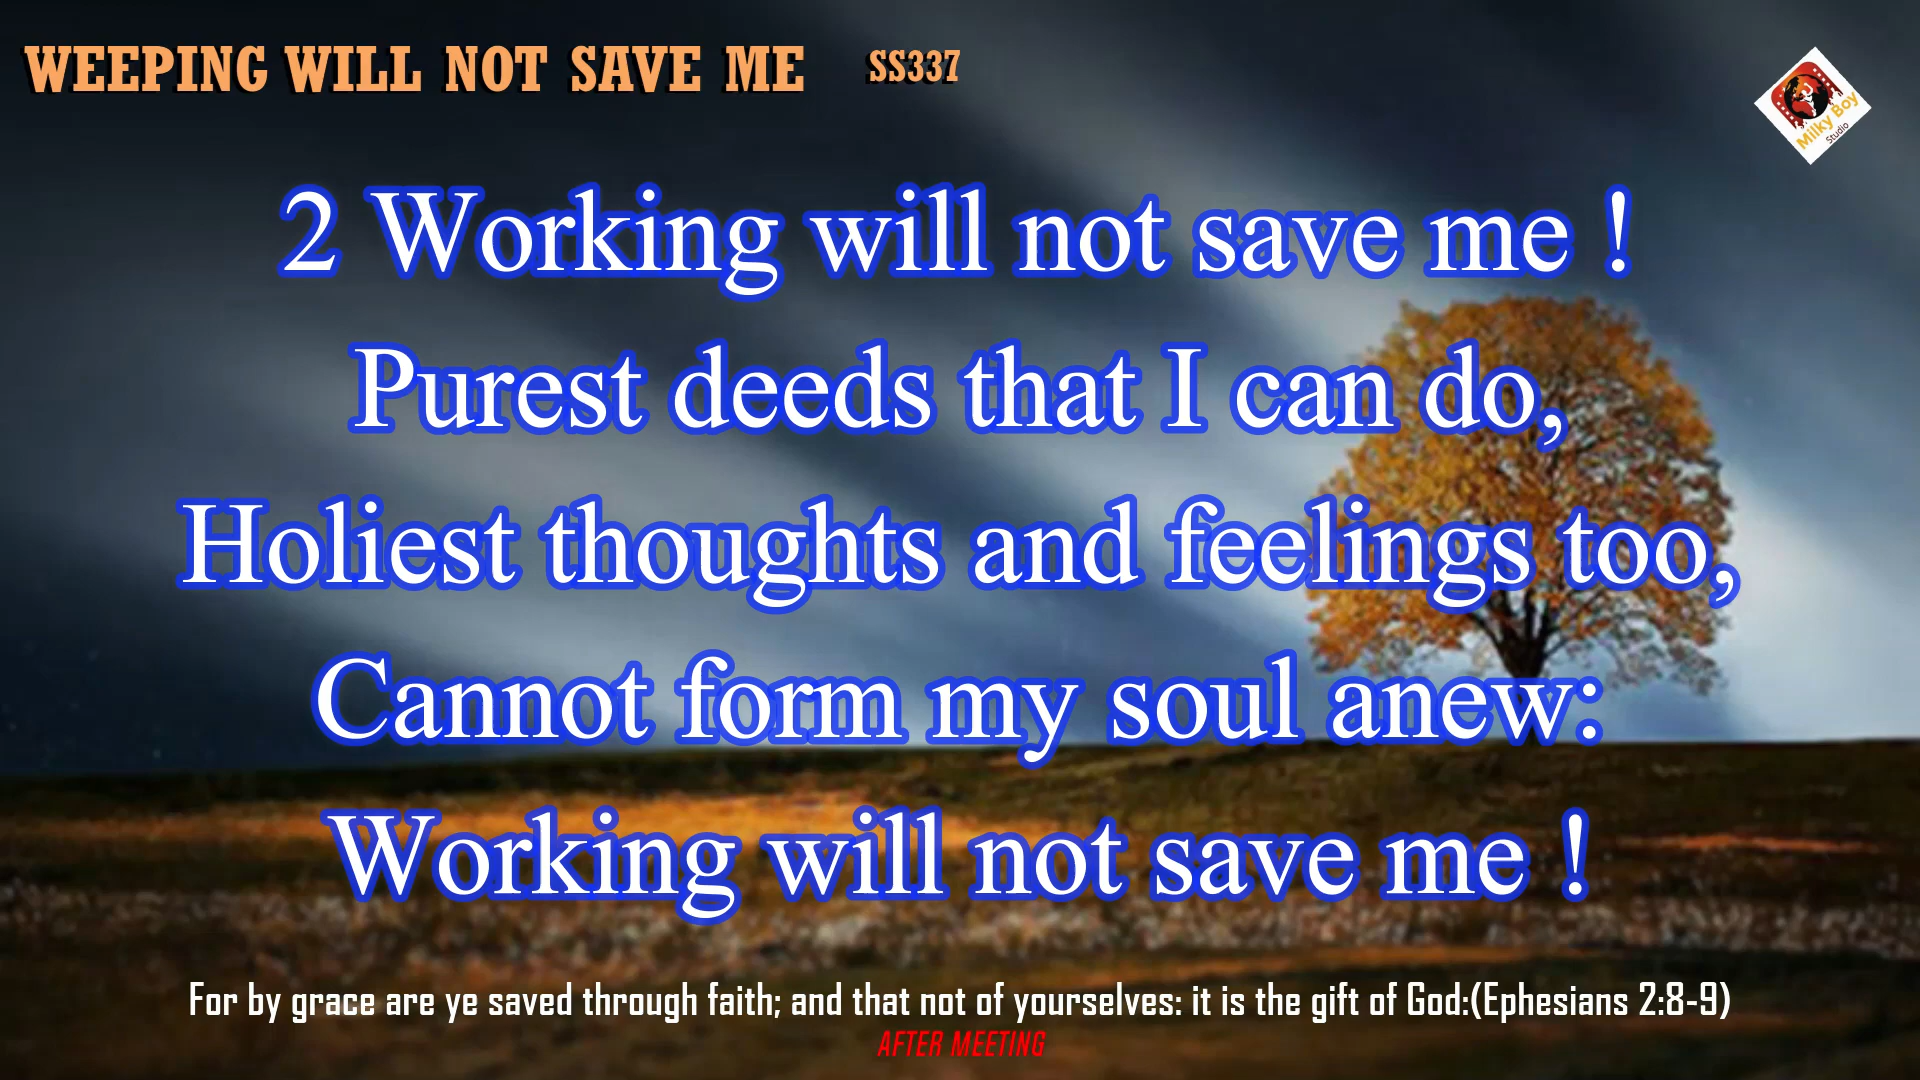 WEEPING WILL NOT SAVE ME SS337
Milky Boy
Studio
2 Working will not save me !
Purest deeds that I can do,
Holiest thoughts and feelings too,
Cannot form my soul anew:
Working will not save me !
For by grace are ye saved through faith; and that not of yourselves: it is the gift of God:(Ephesians 2:8-9)
AFTER MEETING